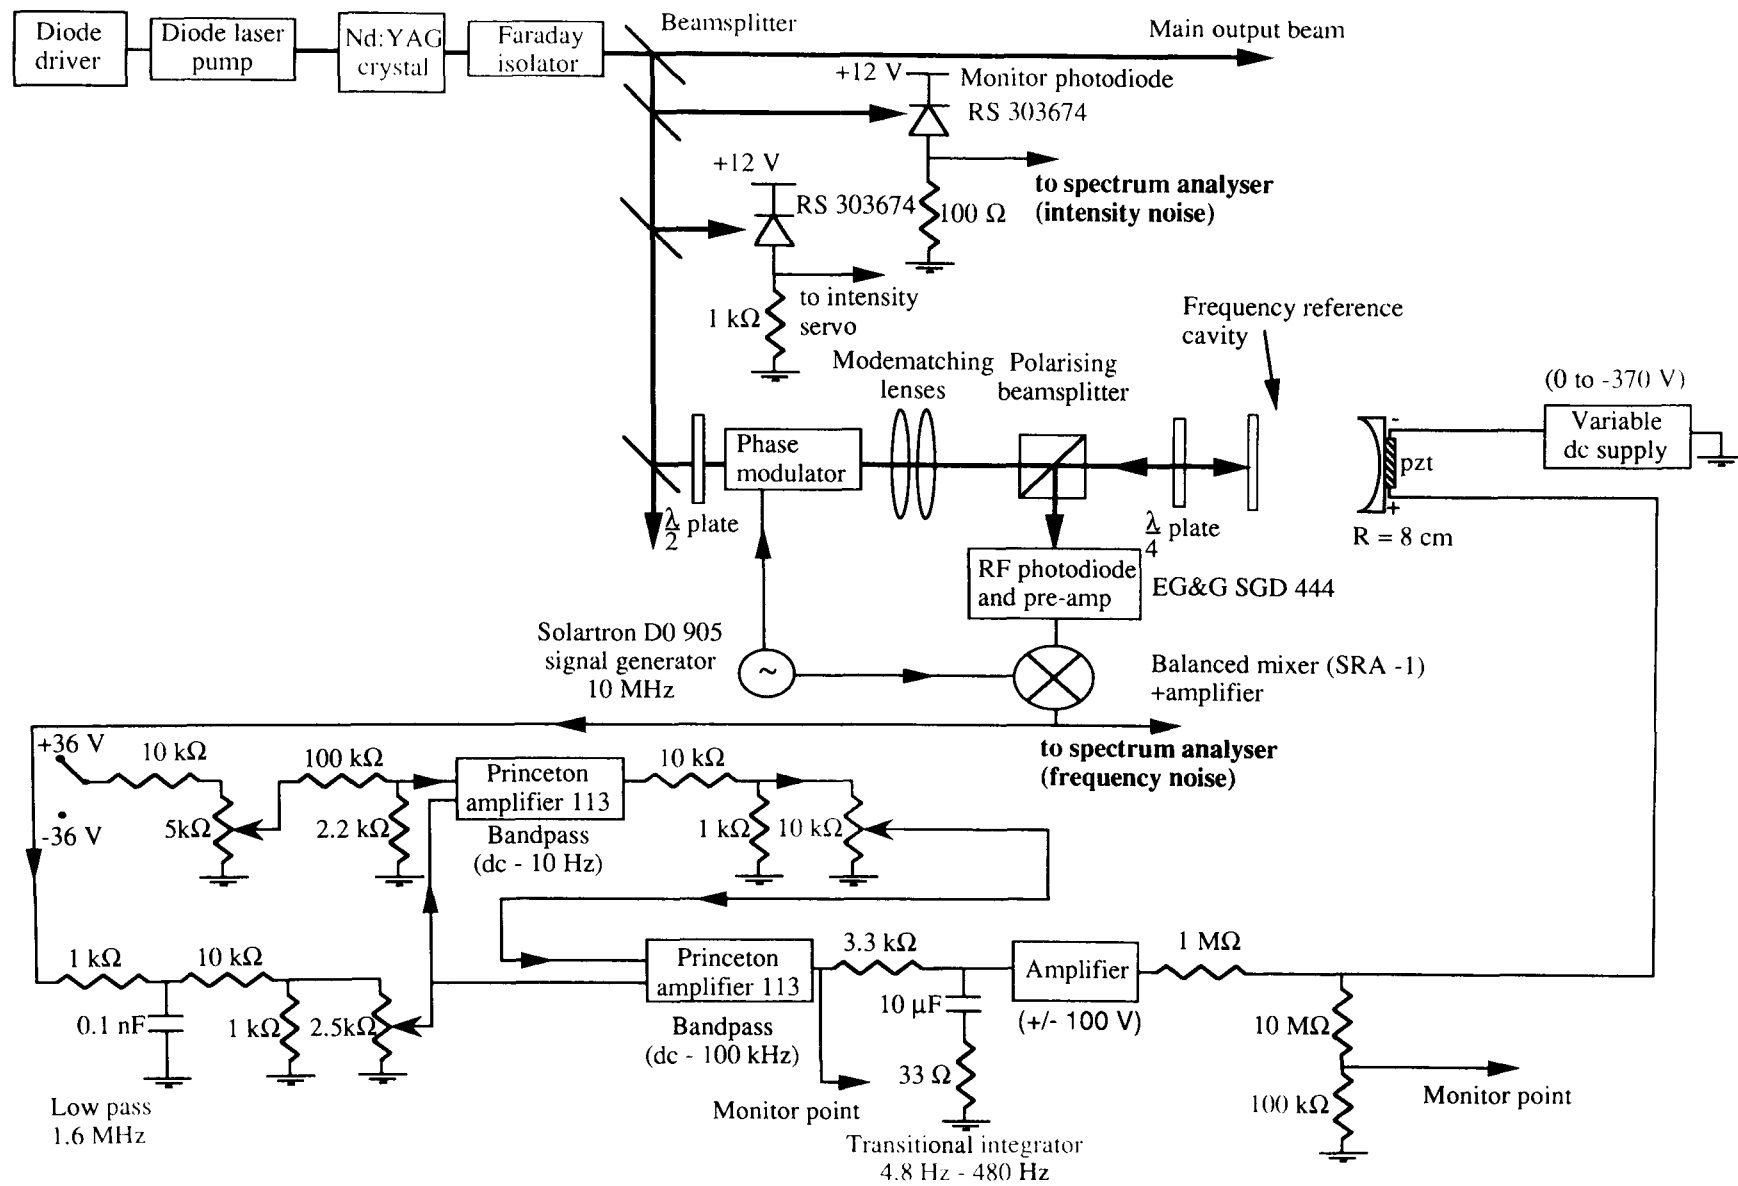 Diode
driver
Diode laser
pump
Nd:YAG
crystal
Faraday
isolator
Beamsplitter
Main output beam
+12 V
Monitor photodiode
RS 303674
to spectrum analyser
(intensity noise)
100 Ω
+12 V
RS 303674
to intensity
servo
1 kΩ
Frequency reference
cavity
Modematching
lenses
Polarising
beamsplitter
(0 to -370 V)
Variable
dc supply
Phase
modulator
-
pzt
+
R = 8 cm
λ/2 plate
λ/4 plate
RF photodiode
and pre-amp
EG&G SGD 444
Solartron D0 905
signal generator
10 MHz
~
Balanced mixer (SRA -1)
+amplifier
to spectrum analyser
(frequency noise)
+36 V
-36 V
10 kΩ
5kΩ
100 kΩ
2.2 kΩ
Princeton
amplifier 113
Bandpass
(dc - 10 Hz)
10 kΩ
1 kΩ
10 kΩ
1 kΩ
10 kΩ
0.1 nF
1 kΩ
2.5kΩ
Low pass
1.6 MHz
Princeton
amplifier 113
Bandpass
(dc - 100 kHz)
Monitor point
3.3 kΩ
10 µF
33 Ω
Transitional integrator
4.8 Hz - 480 Hz
Amplifier
(+/- 100 V)
1 MΩ
10 MΩ
100 kΩ
Monitor point